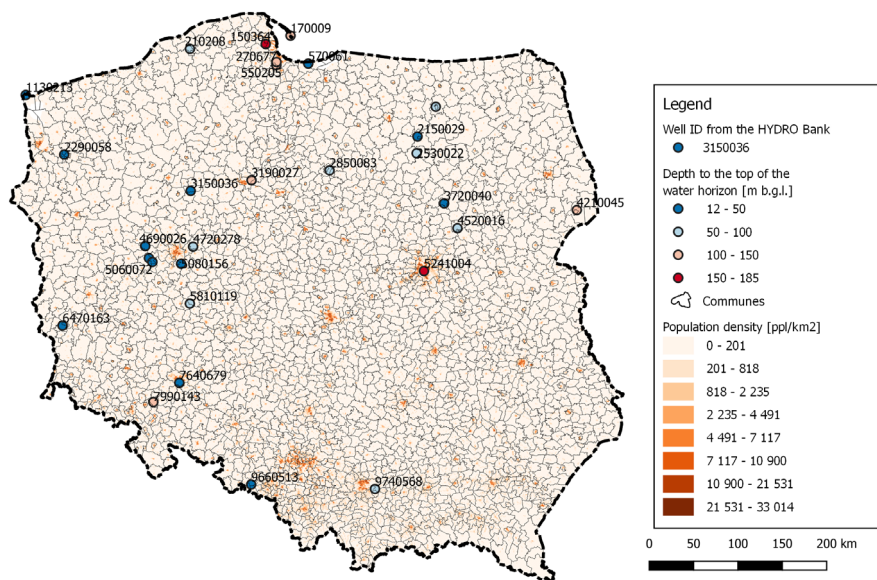 170009
210208
150364
27067
550205
570061
1130213
2150029
2290058
2530022
2850083
3190027
3150036
3720040
4210045
4520016
4690026
4720278
5060072
5080156
5241004
5810119
6470163
7640679
7990143
9660513
9740568
Legend
Well ID from the HYDRO Bank
3150036
Depth to the top of the
water horizon [m b.g.l.]
12 - 50
50 - 100
100 - 150
150 - 185
Communes
Population density [ppl/km2]
0 - 201
201 - 818
818 - 2 235
2 235 - 4 491
4 491 - 7 117
7 117 - 10 900
10 900 - 21 531
21 531 - 33 014
0 50 100 150 200 km